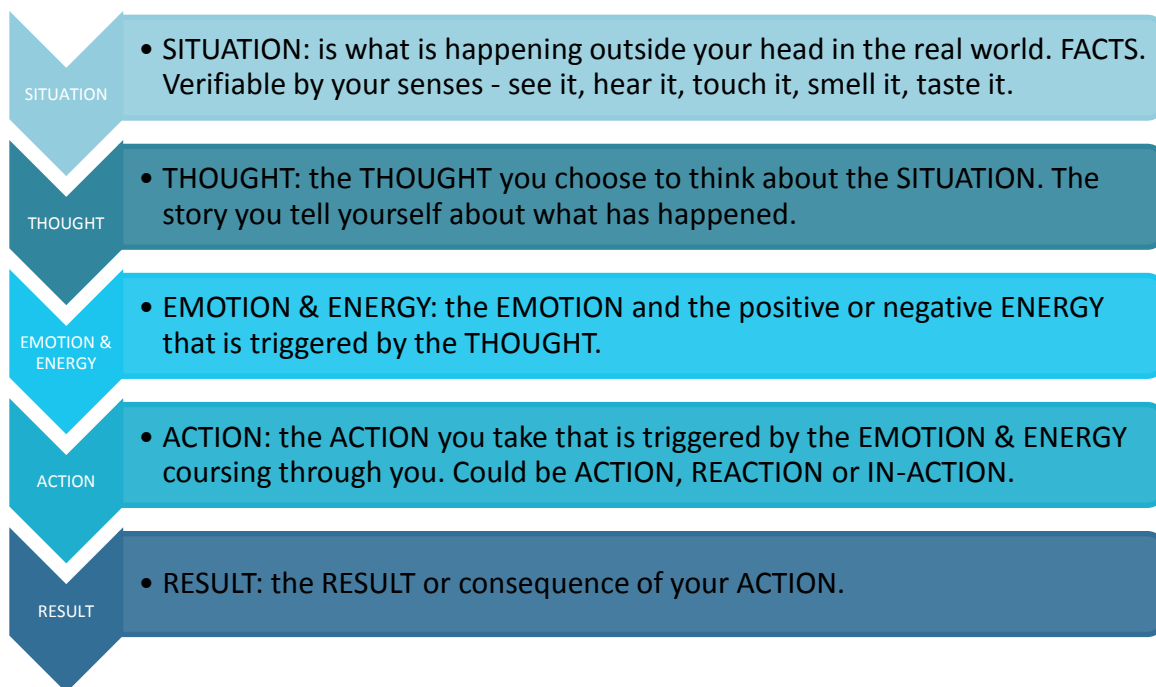 SITUATION
• SITUATION: is what is happening outside your head in the real world. FACTS.
Verifiable by your senses - see it, hear it, touch it, smell it, taste it.
THOUGHT
• THOUGHT: the THOUGHT you choose to think about the SITUATION. The
story you tell yourself about what has happened.
EMOTION &
ENERGY
• EMOTION & ENERGY: the EMOTION and the positive or negative ENERGY
that is triggered by the THOUGHT.
ACTION
• ACTION: the ACTION you take that is triggered by the EMOTION & ENERGY
coursing through you. Could be ACTION, REACTION or IN-ACTION.
RESULT
• RESULT: the RESULT or consequence of your ACTION.